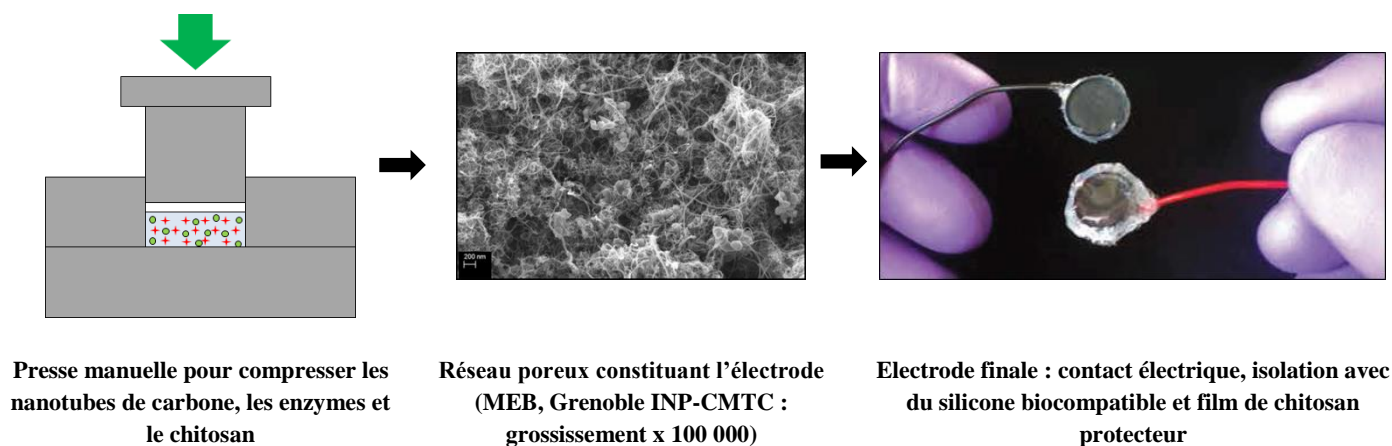 200 nm
Presse manuelle pour compresser les
nanotubes de carbone, les enzymes et
le chitosan
Réseau poreux constituant l'électrode
(MEB, Grenoble INP-CMTC :
grossissement x 100 000)
Electrode finale : contact électrique, isolation avec
du silicone biocompatible et film de chitosan
protecteur